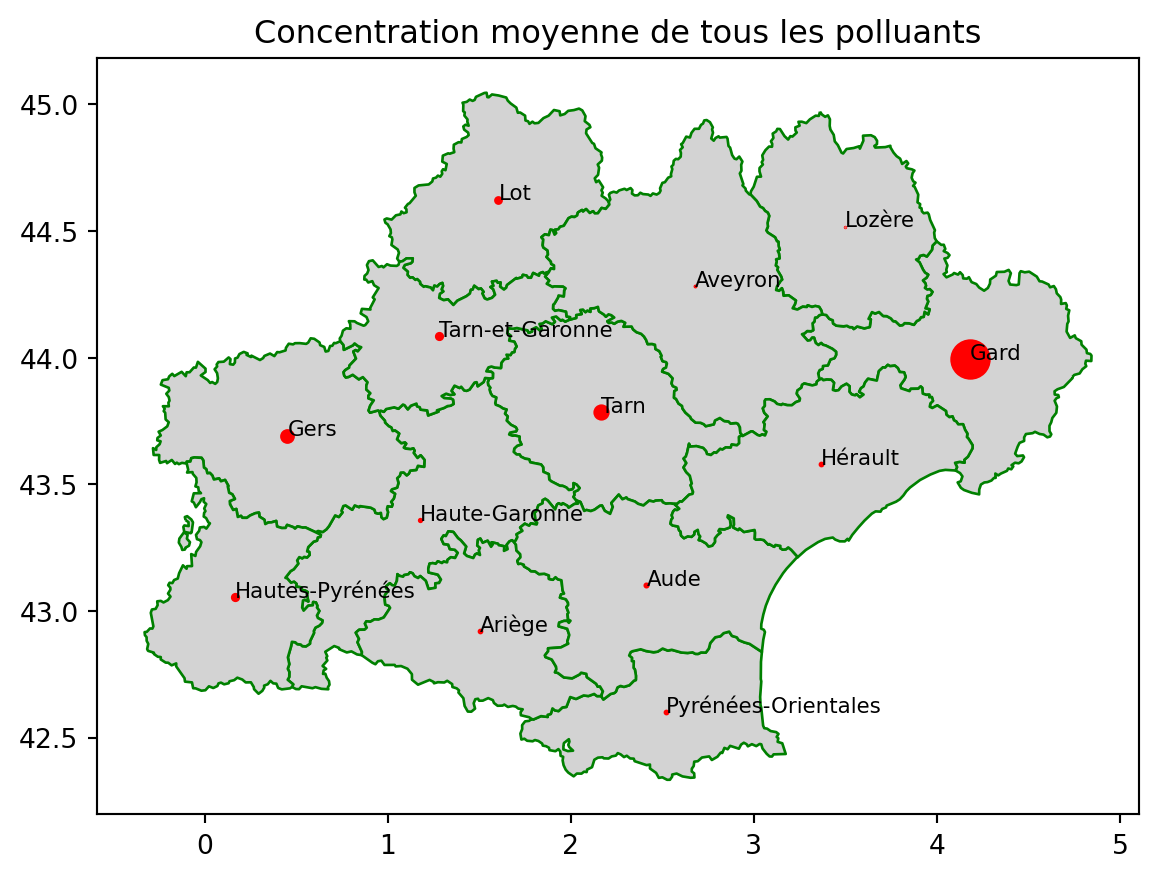 Concentration moyenne de tous les polluants
45.0
44.5
44.0
43.5
43.0
42.5
Lot
Lozère
Aveyron
Tarn-et-Garonne
Gard
Tarn
Gers
Hérault
Haute-Garonne
Aude
Hautes-Pyrénées
Ariège
Pyrénées-Orientales
0 1 2 3 4 5